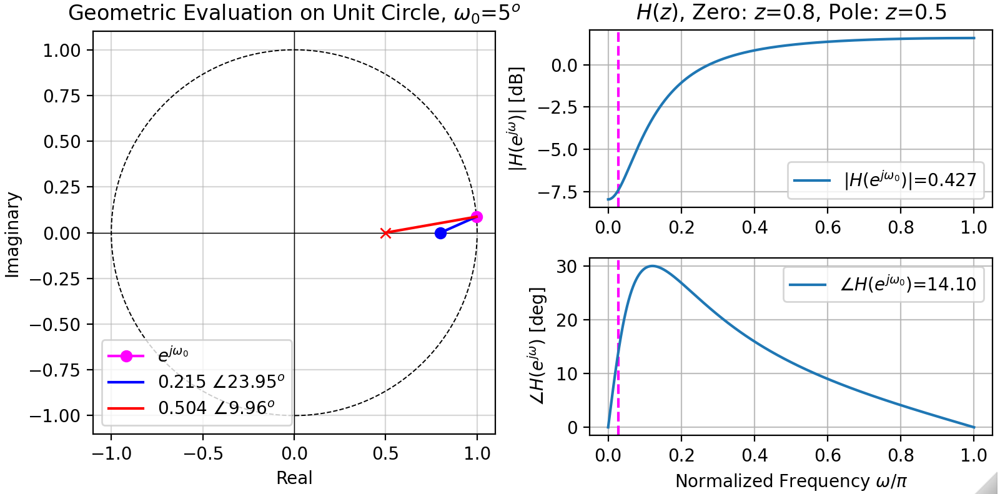 Geometric Evaluation on Unit Circle, ω₀=5ᵒ
1.00
0.75
0.50
0.25
0.00
−0.25
−0.50
−0.75
−1.00
Imaginary
e^{jω₀}
0.215 ∠23.95ᵒ
0.504 ∠9.96ᵒ
−1.0
−0.5
0.0
0.5
1.0
Real
H(z), Zero: z=0.8, Pole: z=0.5
|H(e^{jω})| [dB]
0.0
−2.5
−5.0
−7.5
|H(e^{jω₀})|=0.427
0.0
0.2
0.4
0.6
0.8
1.0
∠H(e^{jω}) [deg]
30
20
10
0
∠H(e^{jω₀})=14.10
0.0
0.2
0.4
0.6
0.8
1.0
Normalized Frequency ω/π